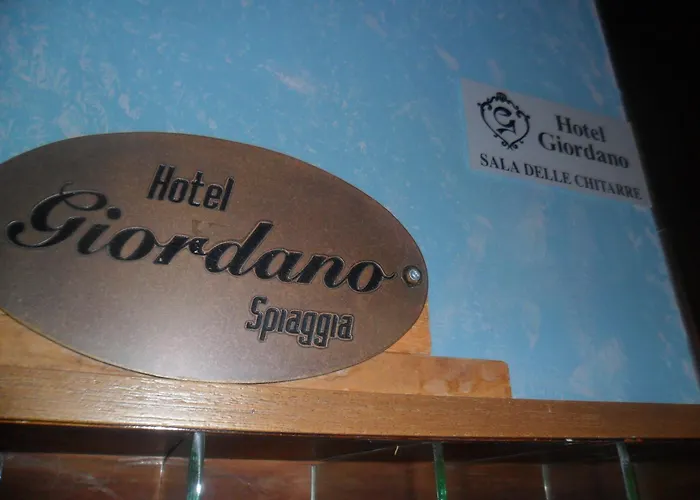 Hotel
Giordano
Spiaggia
G
Hotel
Giordano
SALA DELLE CHITARRE